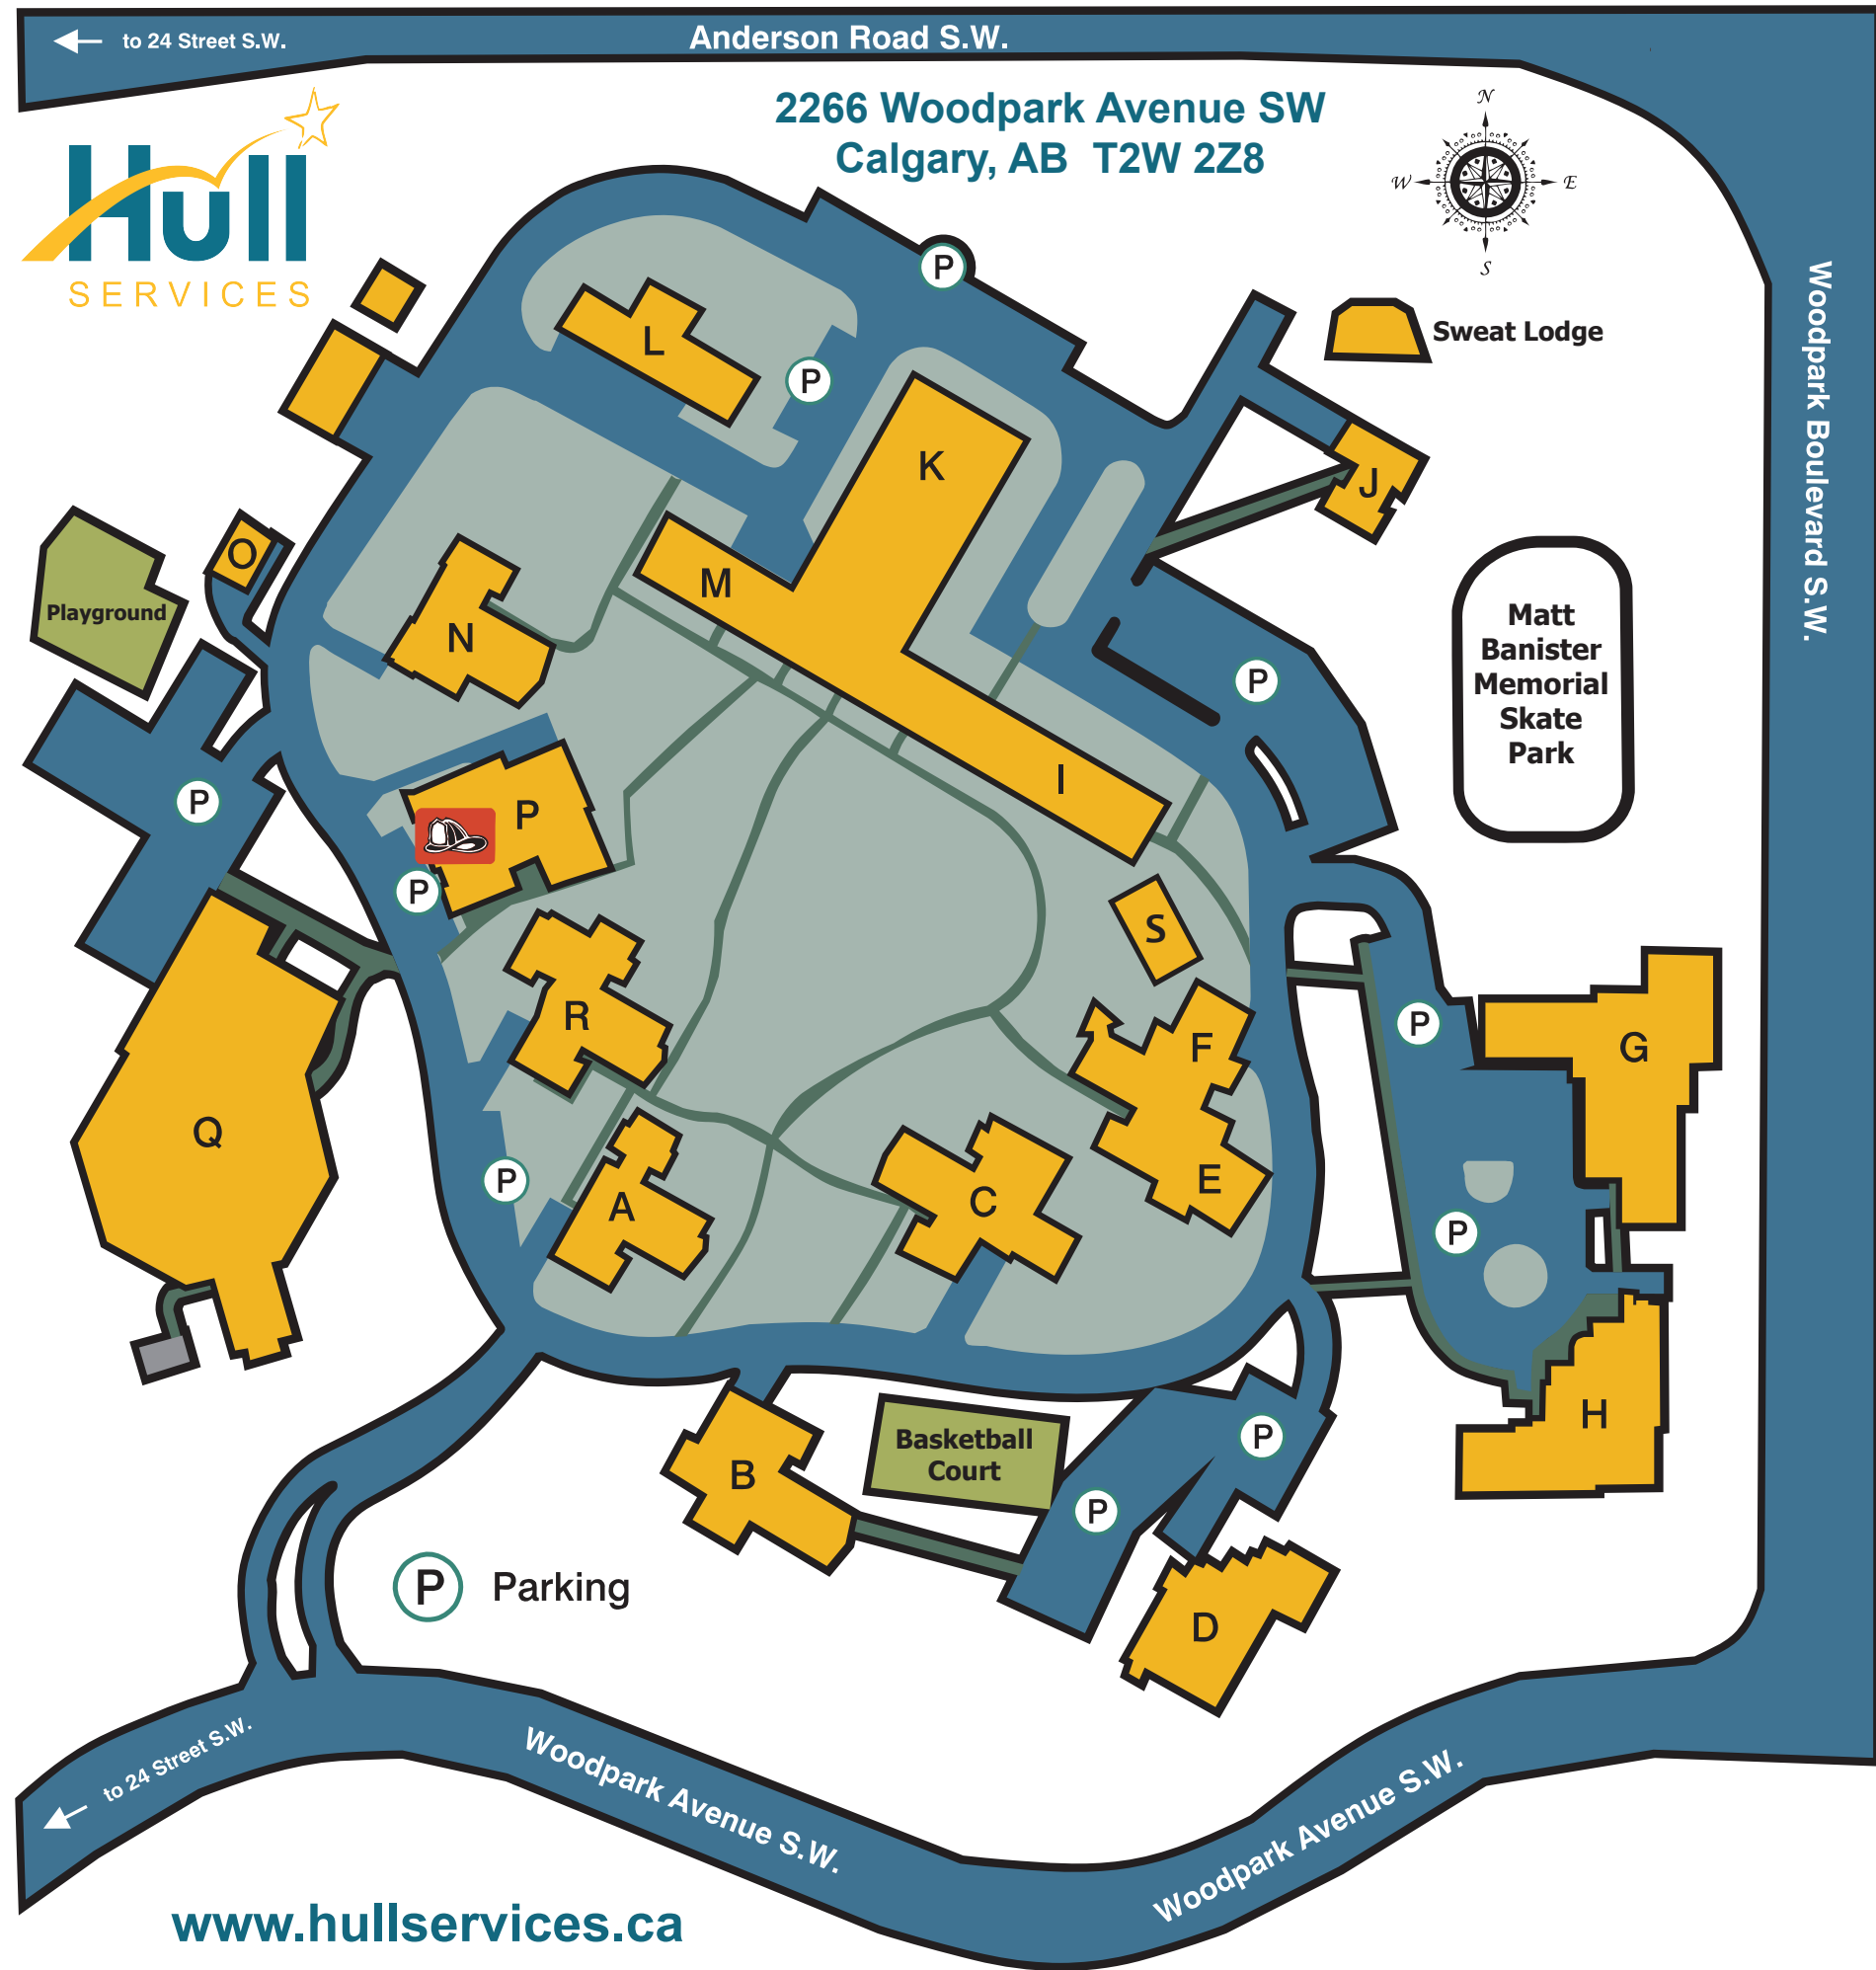 to 24 Street S.W.
Anderson Road S.W.
2266 Woodpark Avenue SW
Calgary, AB T2W 2Z8
Hull
SERVICES
N
W
E
S
Woodpark Boulevard S.W.
Sweat Lodge
P
L
P
K
J
O
M
Playground
N
Matt
Banister
Memorial
Skate
Park
P
I
P
P
P
S
R
P
F
G
Q
P
A
C
E
P
H
B
Basketball
Court
P
P
P Parking
D
to 24 Street S.W.
Woodpark Avenue S.W.
Woodpark Avenue S.W.
www.hullservices.ca